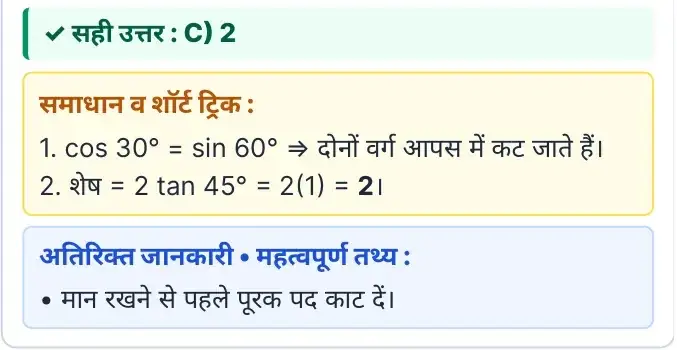 ✓ सही उत्तर : C) 2
समाधान व शॉर्ट ट्रिक :
1. cos 30° = sin 60° ⇒ दोनों वर्ग आपस में कट जाते हैं।
2. शेष = 2 tan 45° = 2(1) = 2।
अतिरिक्त जानकारी • महत्वपूर्ण तथ्य :
• मान रखने से पहले पूरक पद काट दें।